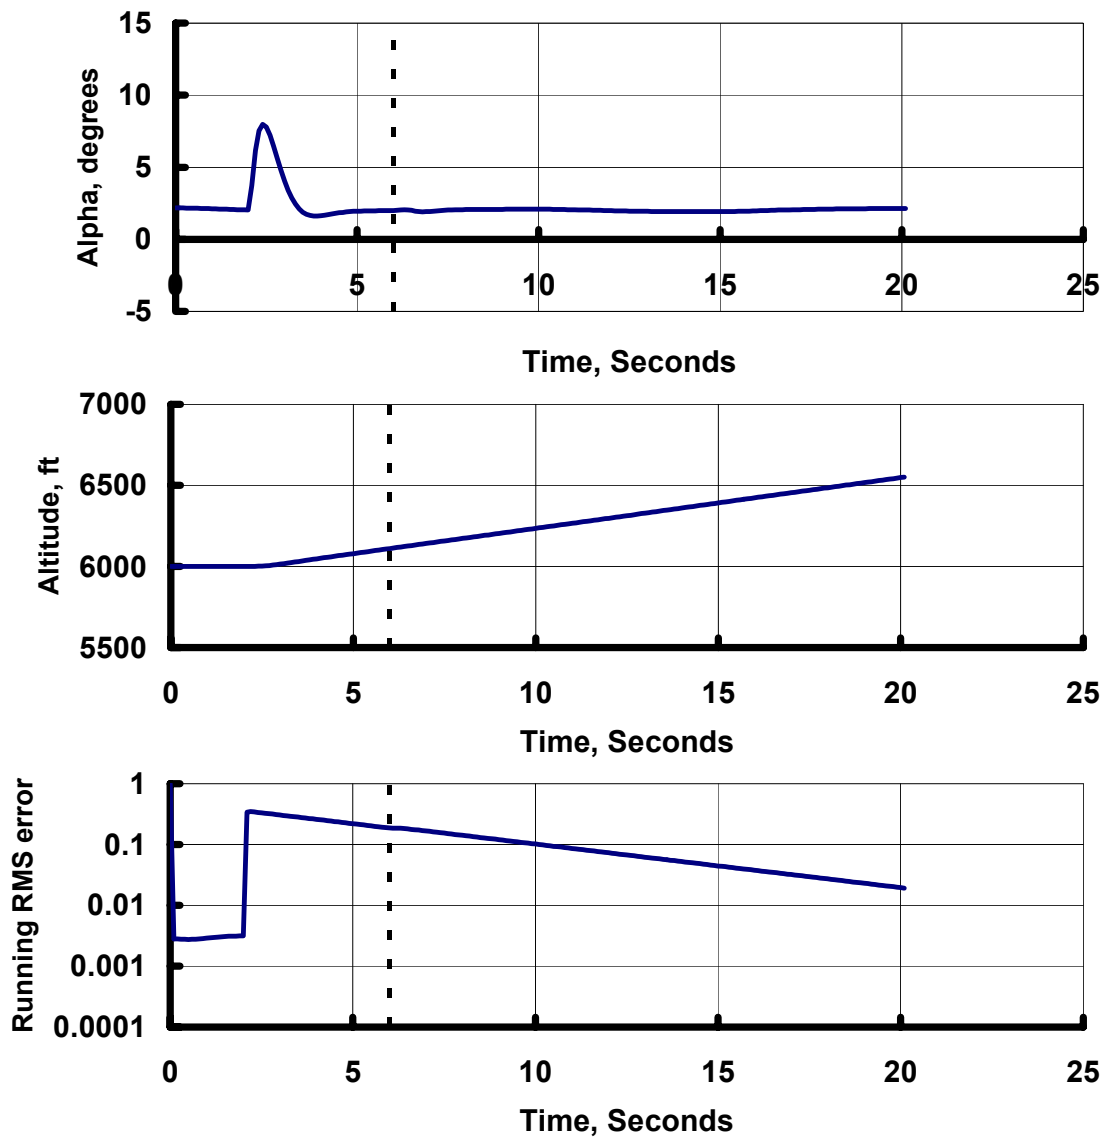 15
10
5
0
-5
Alpha, degrees
0 5 10 15 20 25
Time, Seconds
7000
6500
6000
5500
Altitude, ft
0 5 10 15 20 25
Time, Seconds
1
0.1
0.01
0.001
0.0001
Running RMS error
0 5 10 15 20 25
Time, Seconds